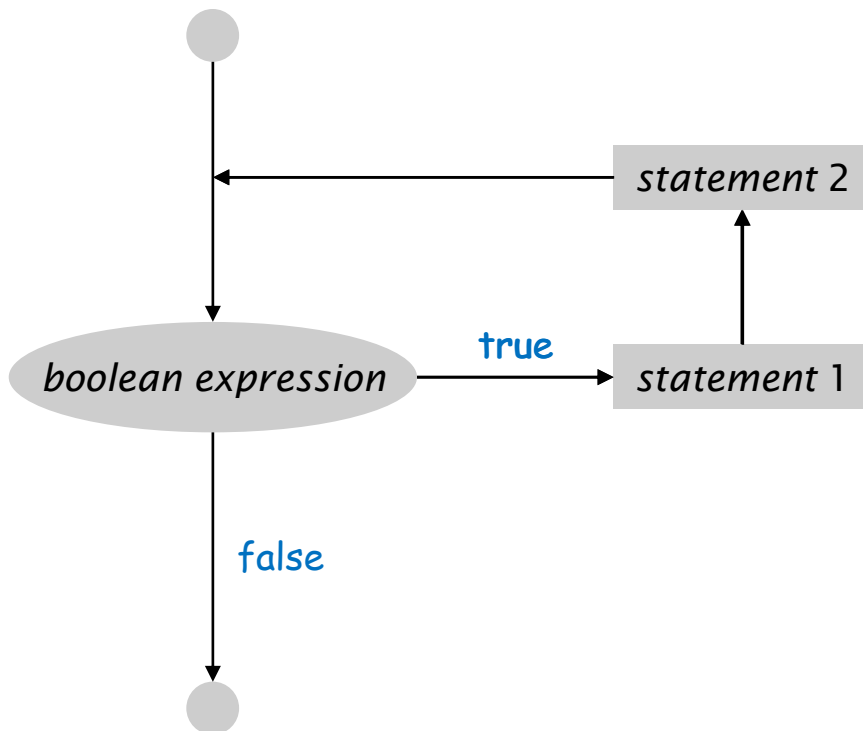 statement 2
true
boolean expression
statement 1
false